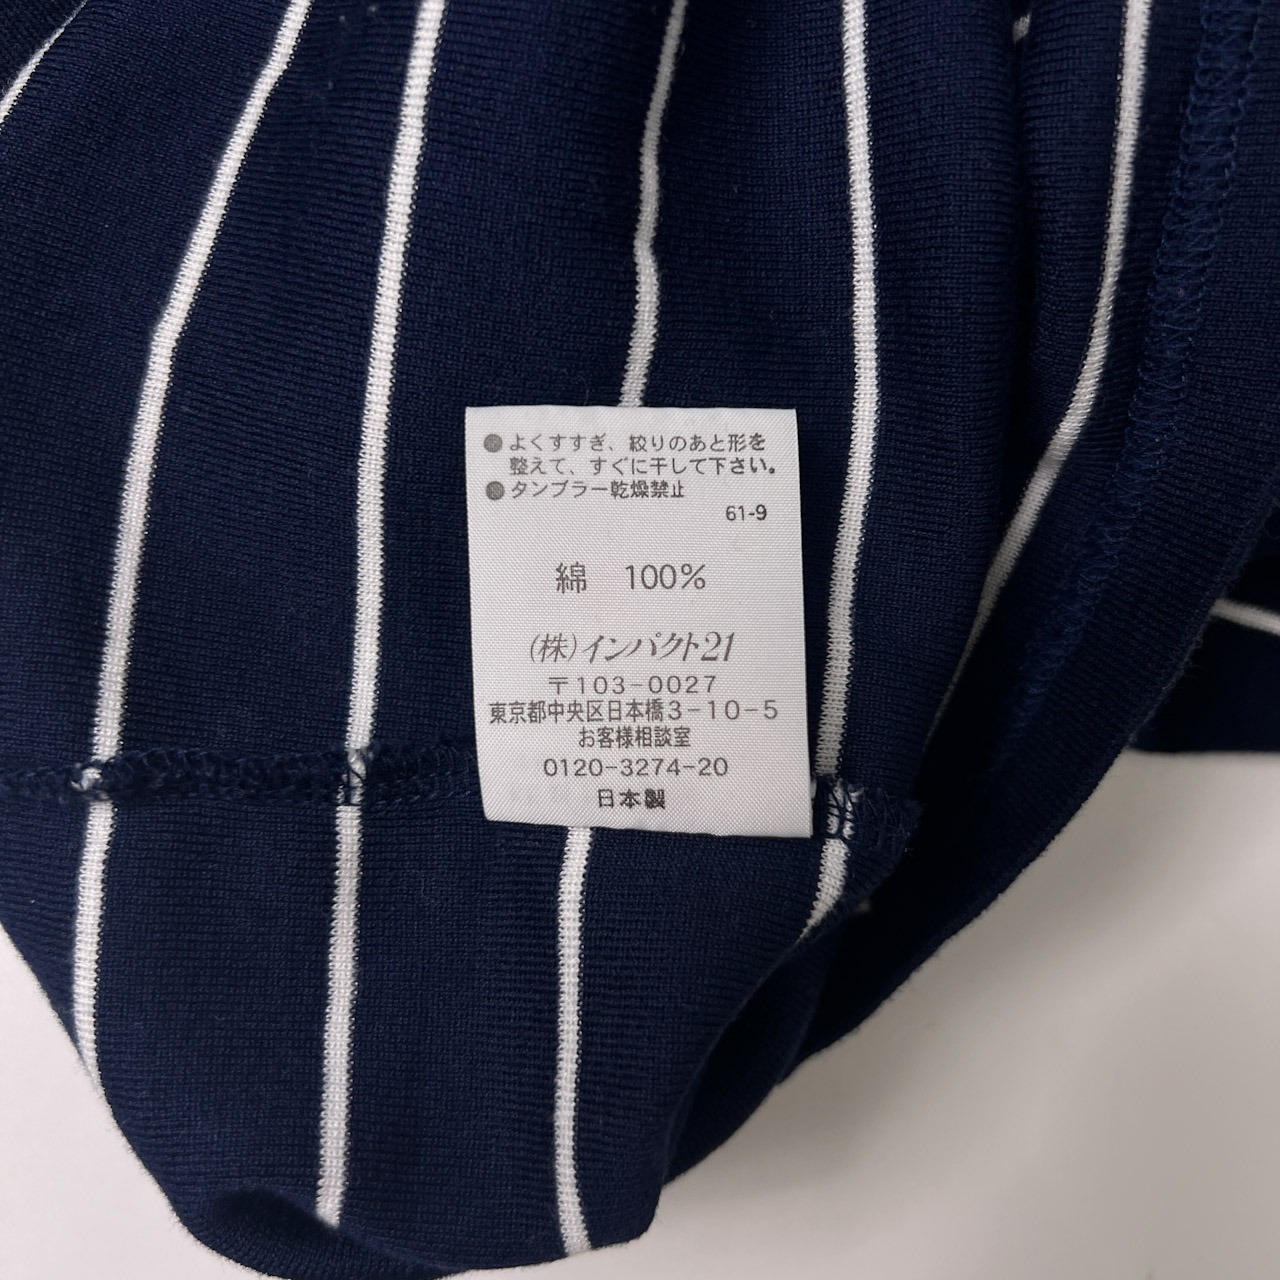 ●よくすすぎ、絞りのあと形を
整えて、すぐに干して下さい。
●タンブラー乾燥禁止
61-9
綿 100%
(株)インパクト21
〒103-0027
東京都中央区日本橋3-10-5
お客様相談室
0120-3274-20
日本製